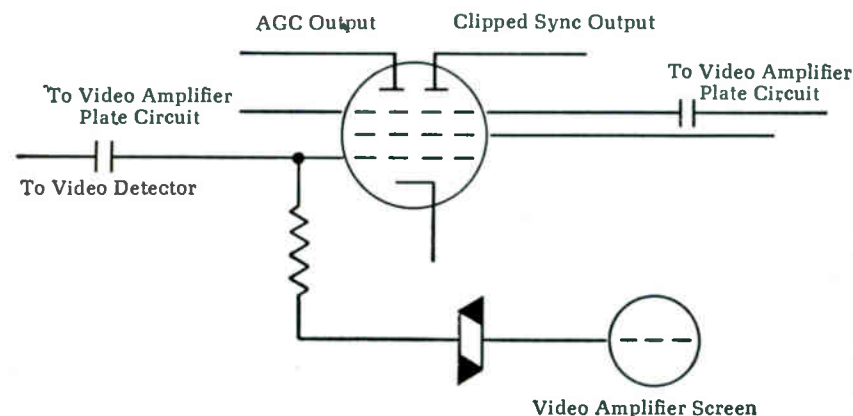 AGC Output
Clipped Sync Output
To Video Amplifier
Plate Circuit
To Video Amplifier
Plate Circuit
To Video Detector
Video Amplifier Screen